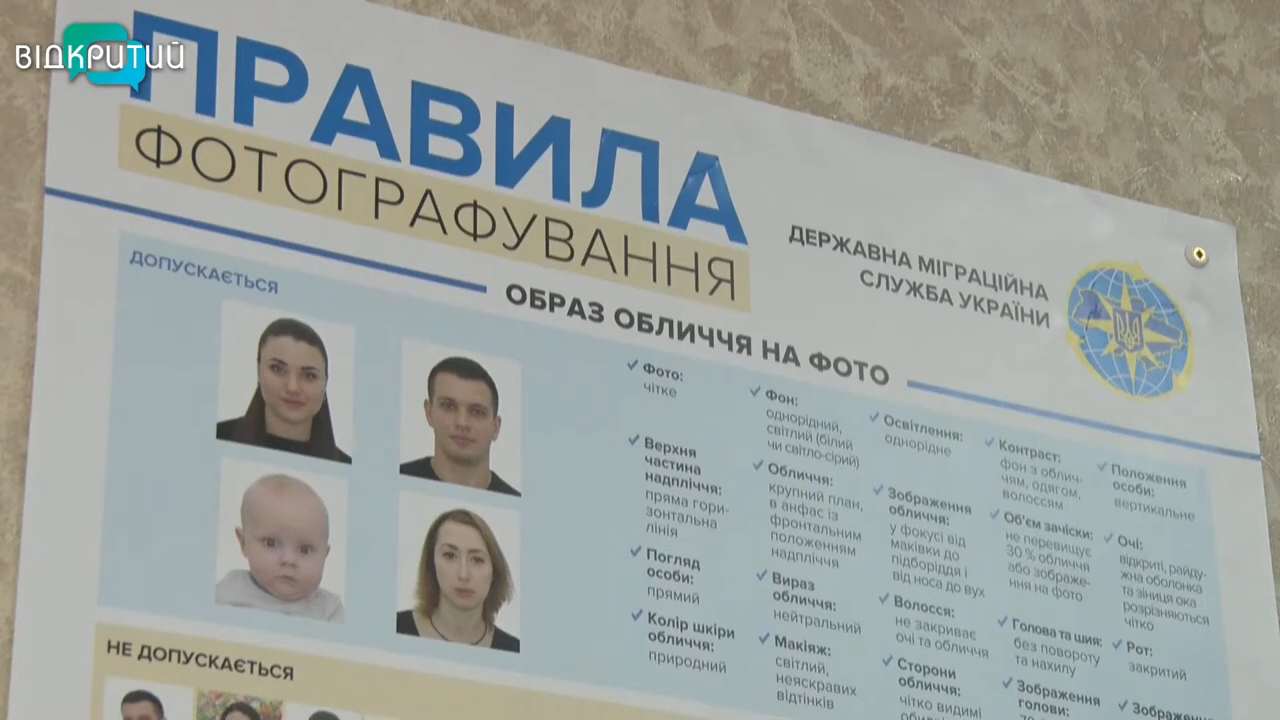 ВІДКРИТИЙ
ПРАВИЛА
ФОТОГРАФУВАННЯ
ДЕРЖАВНА МІГРАЦІЙНА
СЛУЖБА УКРАЇНИ
ДОПУСКАЄТЬСЯ
ОБРАЗ ОБЛИЧЧЯ НА ФОТО
Фото:
чітке
Верхня
частина
надпліччя:
пряма гори-
зонтальна
лінія
Погляд
особи:
прямий
Колір шкіри
обличчя:
природний
Фон:
однорідний,
світлий (білий
чи світло-сірий)
Обличчя:
крупний план,
в анфас із
фронтальним
положенням
надпліччя
Вираз
обличчя:
нейтральний
Макіяж:
світлий,
неяскравих
відтінків
Освітлення:
однорідне
Зображення
обличчя:
у фокусі від
маківки до
підборіддя і
від носа до вух
Волосся:
не закриває
очі та обличчя
Сторони
обличчя:
чітко видимі
Контраст:
фон з облич-
чям, одягом,
волоссям
Об'єм зачіски:
не перевищує
30 % обличчя
або зображе-
ння на фото
Голова та шия:
без повороту
та нахилу
Зображення
голови:
Положення
особи:
вертикальне
Очі:
відкриті, райду-
жна оболонка
та зіниця ока
розрізняються
чітко
Рот:
закритий
Зображення
НЕ ДОПУСКАЄТЬСЯ